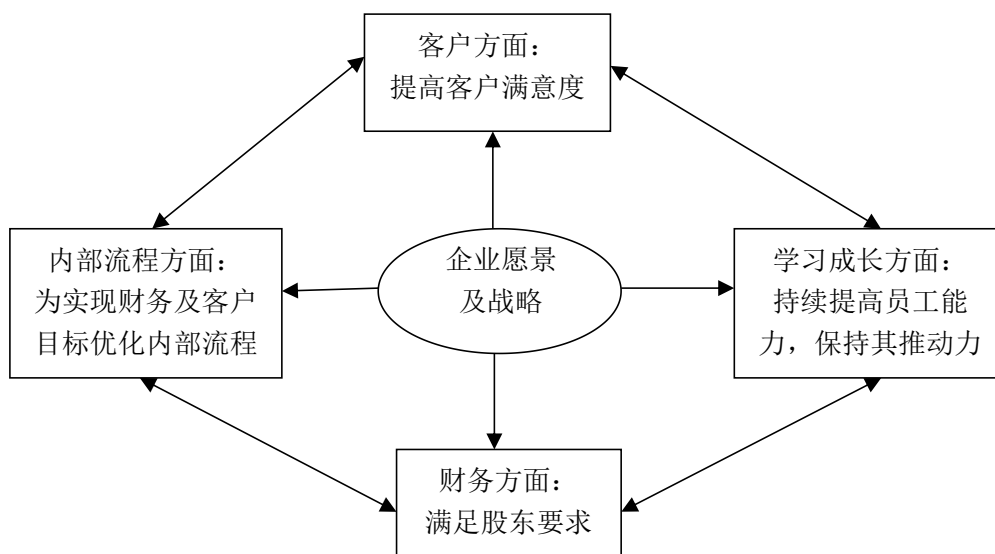 客户方面：
提高客户满意度
内部流程方面：
为实现财务及客户
目标优化内部流程
企业愿景
及战略
学习成长方面：
持续提高员工能
力，保持其推动力
财务方面：
满足股东要求